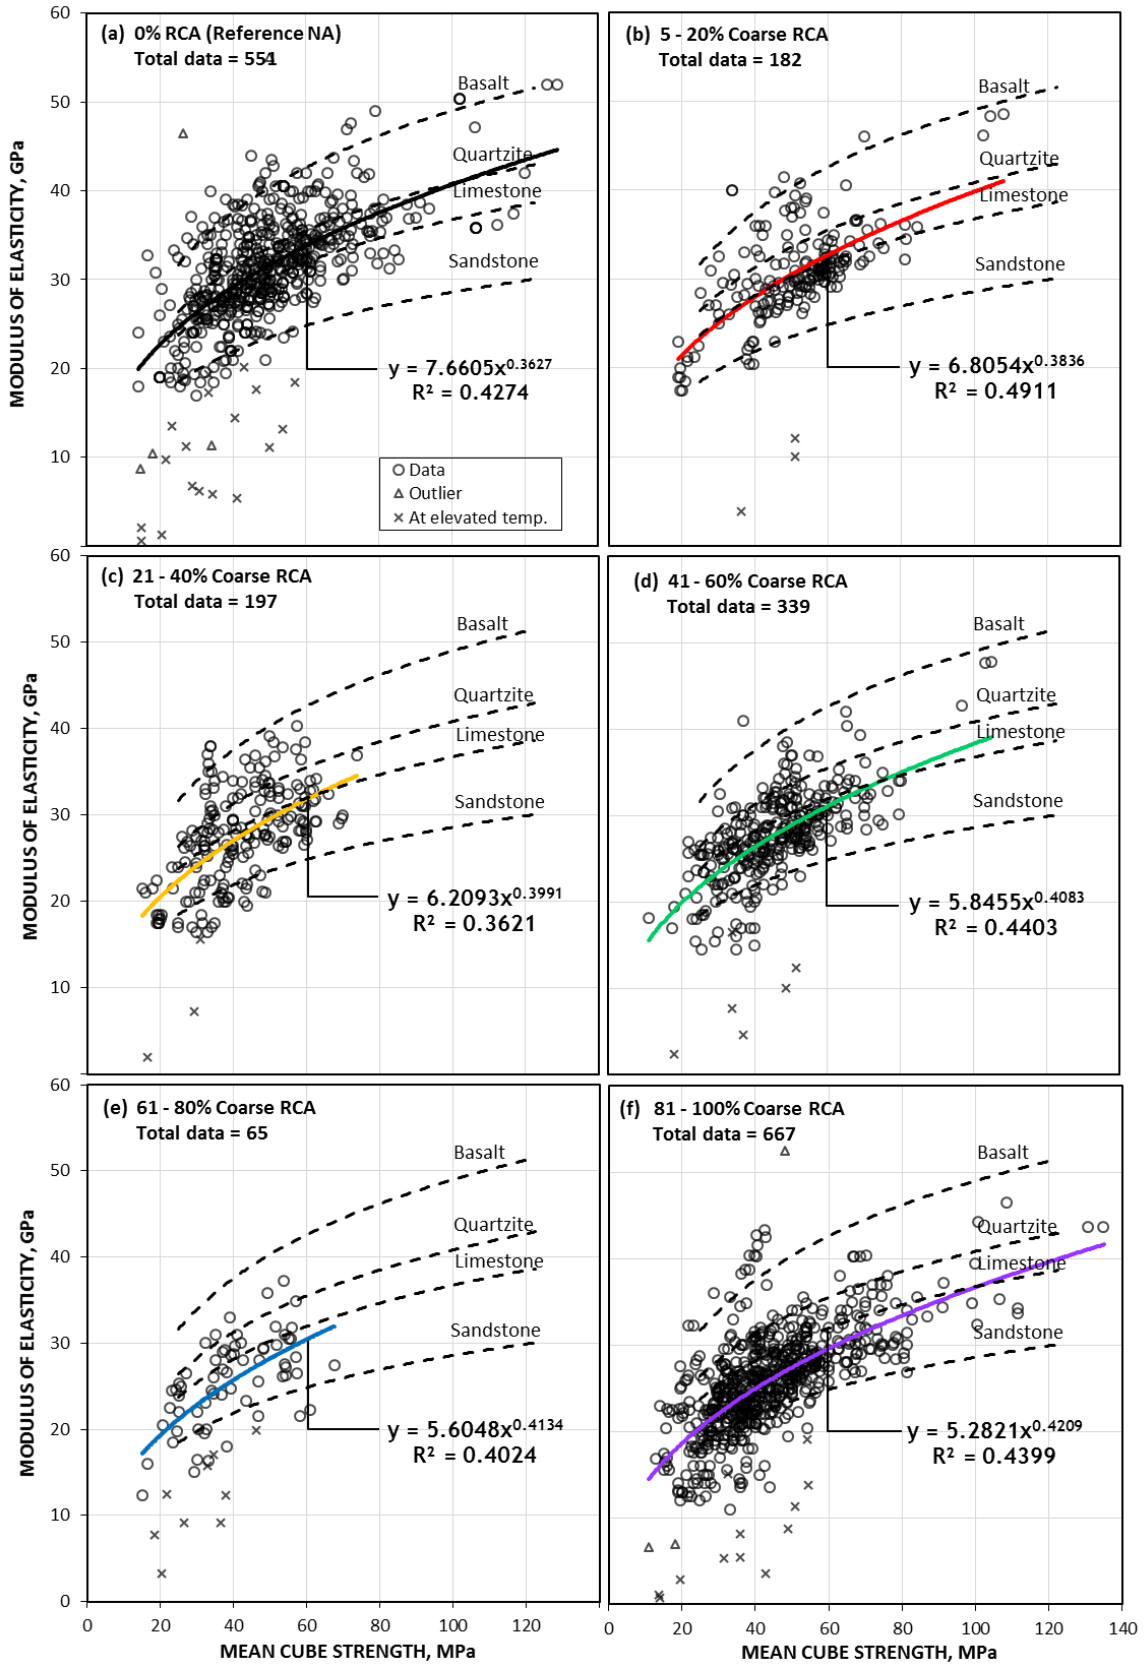 (a) 0% RCA (Reference NA)
Total data = 551
Basalt
Quartzite
Limestone
Sandstone
y = 7.6605x^0.3627
R² = 0.4274
Data
Outlier
At elevated temp.
60
50
40
30
20
10
MODULUS OF ELASTICITY, GPa
(b) 5 - 20% Coarse RCA
Total data = 182
Basalt
Quartzite
Limestone
Sandstone
y = 6.8054x^0.3836
R² = 0.4911
(c) 21 - 40% Coarse RCA
Total data = 197
Basalt
Quartzite
Limestone
Sandstone
y = 6.2093x^0.3991
R² = 0.3621
60
50
40
30
20
10
MODULUS OF ELASTICITY, GPa
(d) 41 - 60% Coarse RCA
Total data = 339
Basalt
Quartzite
Limestone
Sandstone
y = 5.8455x^0.4083
R² = 0.4403
(e) 61 - 80% Coarse RCA
Total data = 65
Basalt
Quartzite
Limestone
Sandstone
y = 5.6048x^0.4134
R² = 0.4024
60
50
40
30
20
10
0
MODULUS OF ELASTICITY, GPa
0 20 40 60 80 100 120
MEAN CUBE STRENGTH, MPa
(f) 81 - 100% Coarse RCA
Total data = 667
Basalt
Quartzite
Limestone
Sandstone
y = 5.2821x^0.4209
R² = 0.4399
0 20 40 60 80 100 120 140
MEAN CUBE STRENGTH, MPa